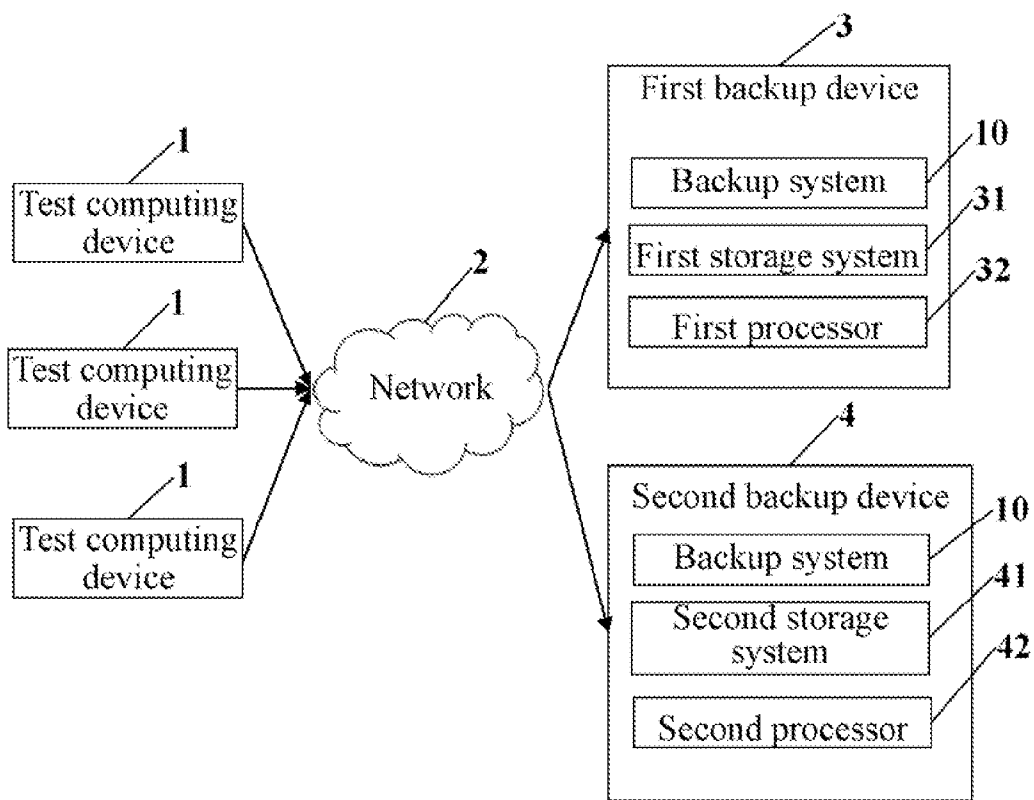 1
Test computing
device
1
Test computing
device
1
Test computing
device
2
Network
3
First backup device
10
Backup system
31
First storage system
32
First processor
4
Second backup device
10
Backup system
41
Second storage
system
42
Second processor